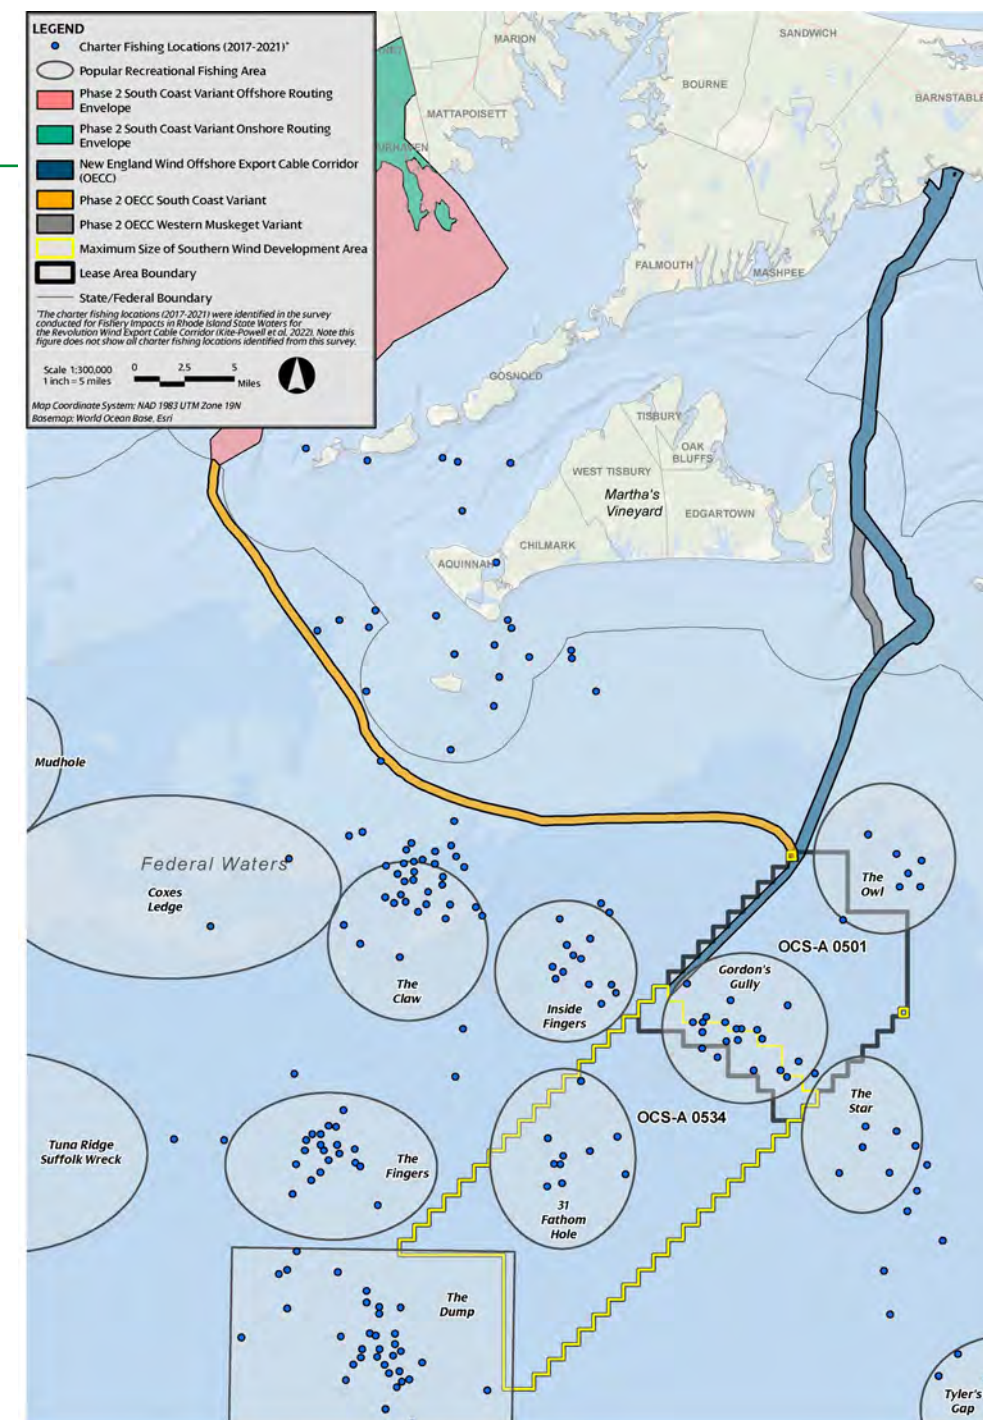 LEGEND
Charter Fishing Locations (2017-2021)*
Popular Recreational Fishing Area
Phase 2 South Coast Variant Offshore Routing
Envelope
Phase 2 South Coast Variant Onshore Routing
Envelope
New England Wind Offshore Export Cable Corridor
(OECC)
Phase 2 OECC South Coast Variant
Phase 2 OECC Western Muskeget Variant
Maximum Size of Southern Wind Development Area
Lease Area Boundary
State/Federal Boundary
*The charter fishing locations (2017-2021) were identified in the survey
conducted for Fishery Impacts in Rhode Island State Waters for
the Revolution Wind Export Cable Corridor (Kite-Powell et al. 2022). Note this
figure does not show all charter fishing locations identified from this survey.
Scale 1:300,000
1 inch = 5 miles
0 2.5 5
Miles
Map Coordinate System: NAD 1983 UTM Zone 19N
Basemap: World Ocean Base, Esri
SANDWICH
MARION
BOURNE
BARNSTABLE
MATTAPOISETT
FALMOUTH
MASHPEE
GOSNOLD
TISBURY
OAK
BLUFFS
WEST TISBURY
Martha's
Vineyard
EDGARTOWN
CHILMARK
AQUINNAH
Mudhole
Federal Waters
Coxes
Ledge
The
Owl
OCS-A 0501
Gordon's
Gully
The
Claw
Inside
Fingers
The
Star
OCS-A 0534
Tuna Ridge
Suffolk Wreck
The
Fingers
31
Fathom
Hole
The
Dump
Tyler's
Gap